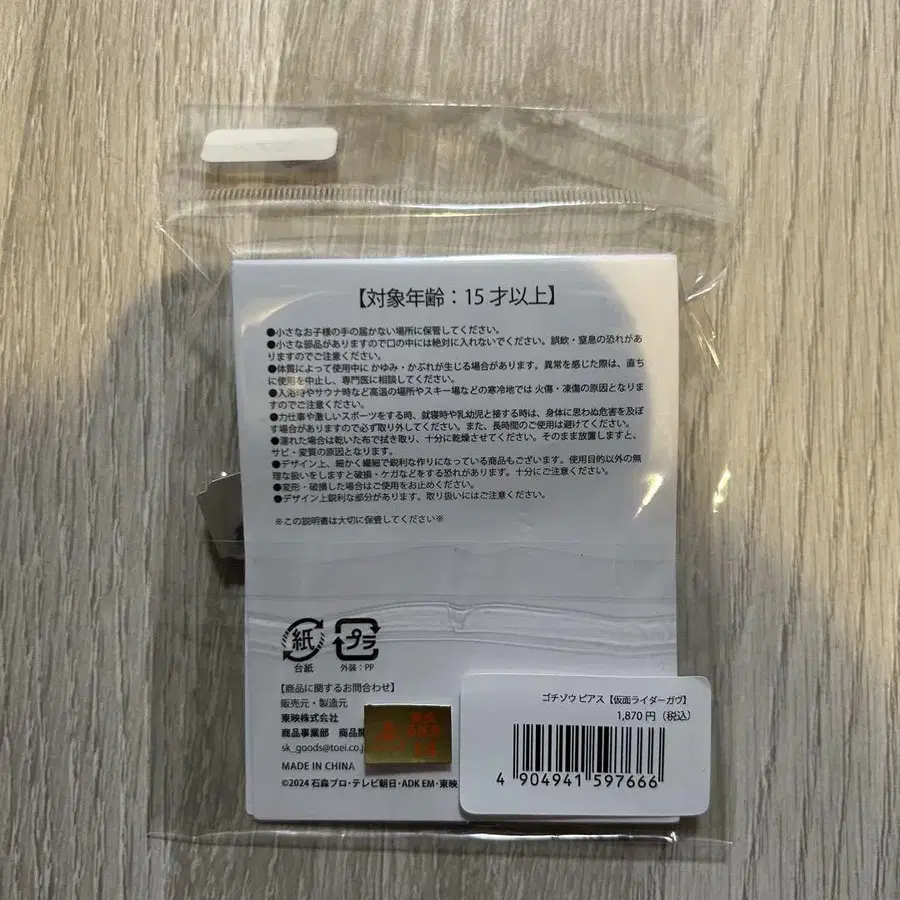 【対象年齢：15 才以上】
●小さなお子様の手の届かない場所に保管してください。
●小さな部品がありますので口の中には絶対に入れないでください。誤飲・窒息の恐れがあ
りますのでご注意ください。
●体質によって使用中に かゆみ・かぶれが生じる場合があります。異常を感じた際は、直ち
に使用を中止し、専門医に相談してください。
●入浴時やサウナ時など高温の場所やスキー場などの寒冷地では 火傷・凍傷の原因となりま
すのでご注意ください。
●力仕事や激しいスポーツをする時、就寝時や乳幼児と接する時は、身体に思わぬ危害を及ぼ
す場合がありますので必ず取り外してください。また、長時間のご使用は避けてください。
●濡れた場合は乾いた布で拭き取り、十分に乾燥させてください。そのまま放置しますと、
サビ・変質の原因となります。
●デザイン上、細かく繊細で鋭利な作りになっている商品もございます。使用目的以外の無
理な扱いをしますと破損・ケガなどをする恐れがあります。十分にご注意ください。
●変形・破損した場合はご使用をお止めください。
●デザイン上鋭利な部分があります。取り扱いにはご注意ください。
※この説明書は大切に保管してください※
紙
台紙
プラ
外装：PP
【商品に関するお問合わせ】
販売元・製造元
東映株式会社
商品事業部 商品開
sk_goods@toei.co.j
MADE IN CHINA
©2024 石森プロ・テレビ朝日・ADK EM・東映
ゴチゾウ ピアス【仮面ライダーガヴ】
1,870 円（税込）
4 904941 597666